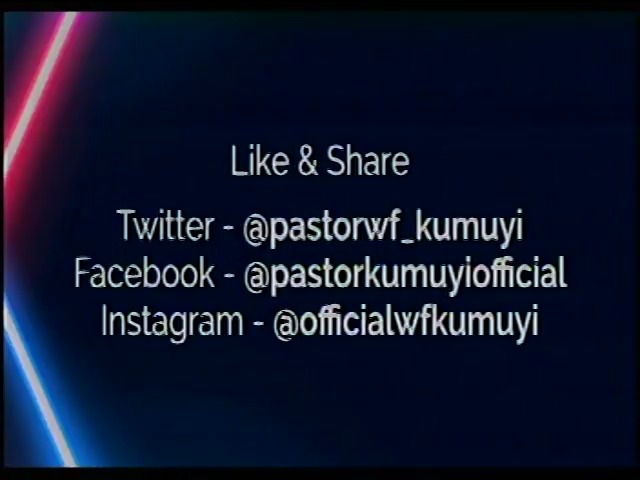 Like & Share
Twitter - @pastorwf_kumuyi
Facebook - @pastorkumuyiofficial
Instagram - @officialwfkumuyi